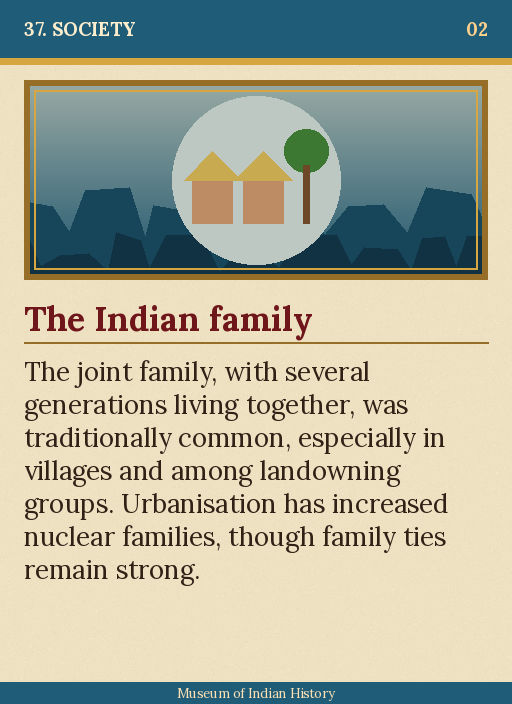 37. SOCIETY
02
The Indian family
The joint family, with several
generations living together, was
traditionally common, especially in
villages and among landowning
groups. Urbanisation has increased
nuclear families, though family ties
remain strong.
Museum of Indian History